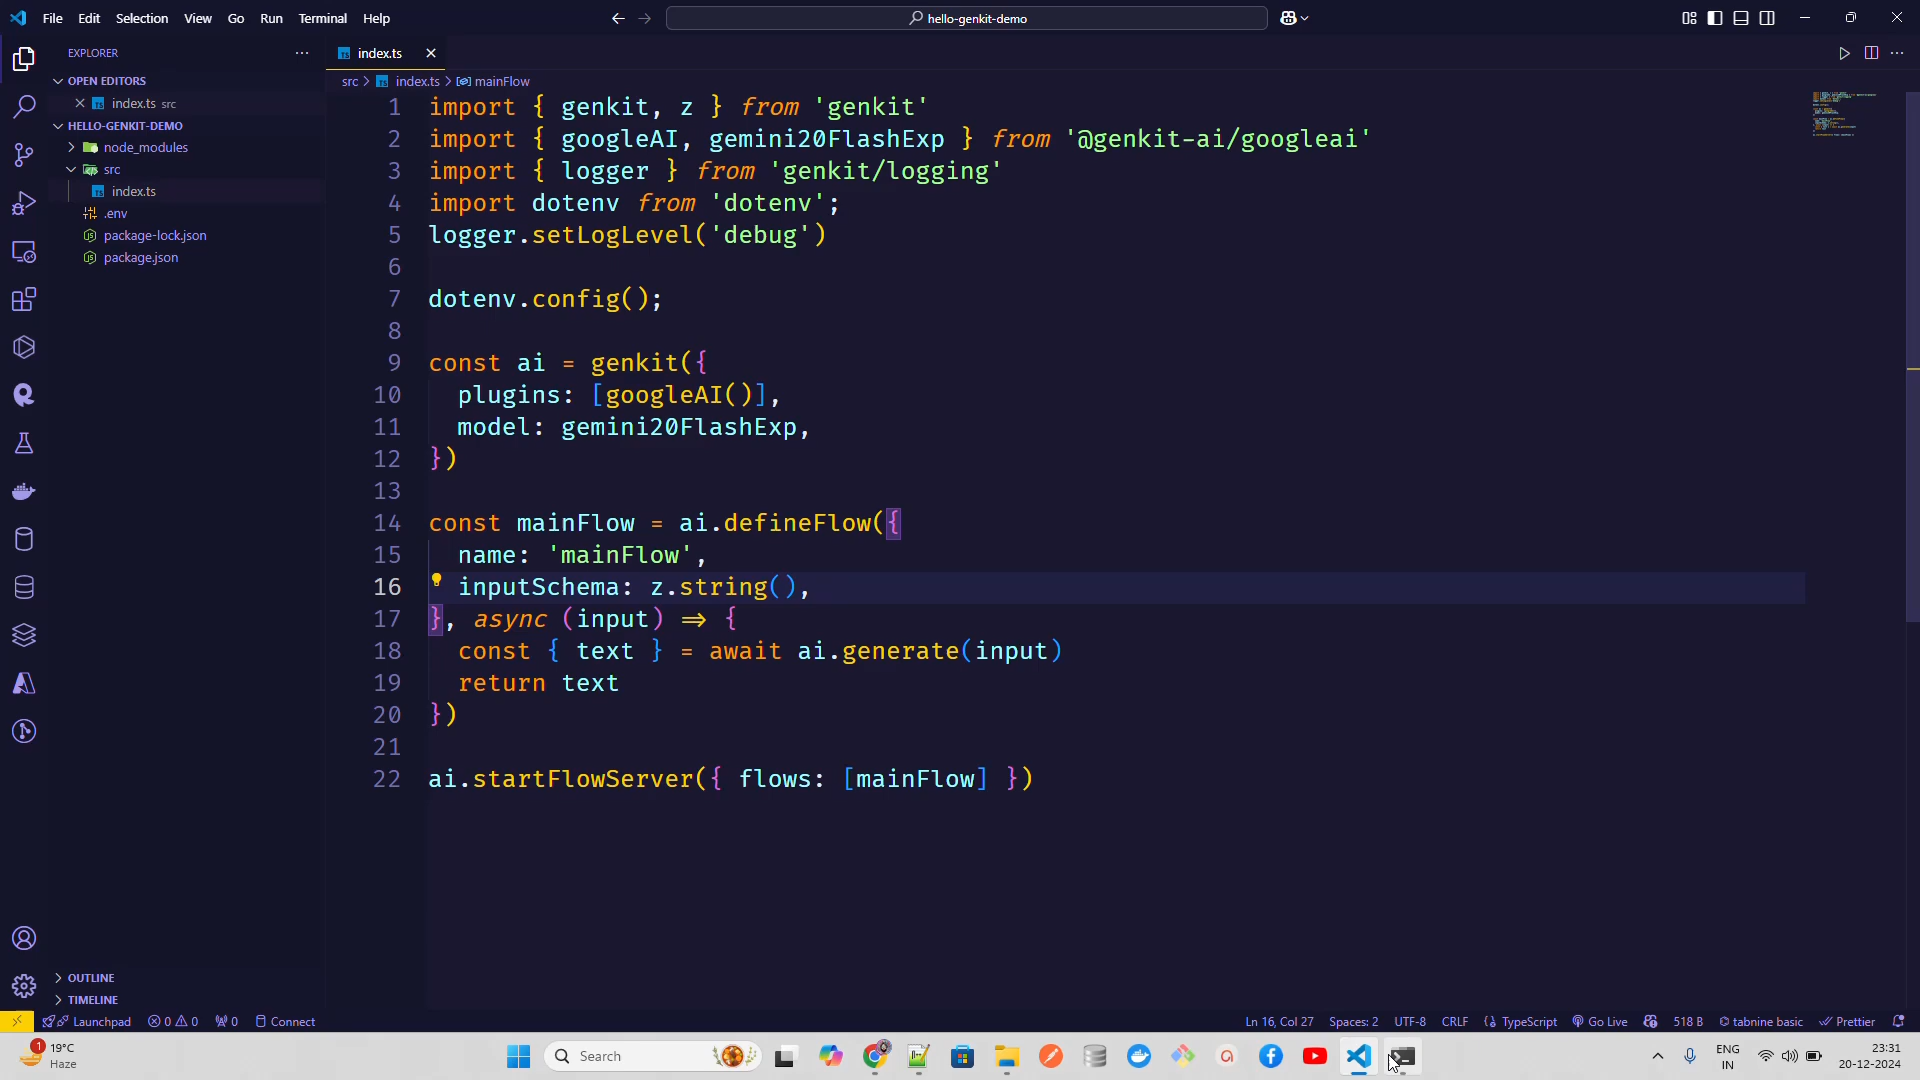 File Edit Selection View Go Run Terminal Help
hello-genkit-demo
EXPLORER
OPEN EDITORS
index.ts src
HELLO-GENKIT-DEMO
node_modules
src
index.ts
.env
package-lock.json
package.json
OUTLINE
TIMELINE
index.ts
src > index.ts > mainFlow
1 import { genkit, z } from 'genkit'
2 import { googleAI, gemini20FlashExp } from '@genkit-ai/googleai'
3 import { logger } from 'genkit/logging'
4 import dotenv from 'dotenv';
5 logger.setLogLevel('debug')
6
7 dotenv.config();
8
9 const ai = genkit({
10 plugins: [googleAI()],
11 model: gemini20FlashExp,
12 })
13
14 const mainFlow = ai.defineFlow({
15 name: 'mainFlow',
16 inputSchema: z.string(),
17 }, async (input) ⇒ {
18 const { text } = await ai.generate(input)
19 return text
20 })
21
22 ai.startFlowServer({ flows: [mainFlow] })
Launchpad 0 0 0 Connect
Ln 16, Col 27 Spaces: 2 UTF-8 CRLF TypeScript Go Live 518 B tabnine basic Prettier
1 19°C
Haze
Search
ENG
IN
23:31
20-12-2024